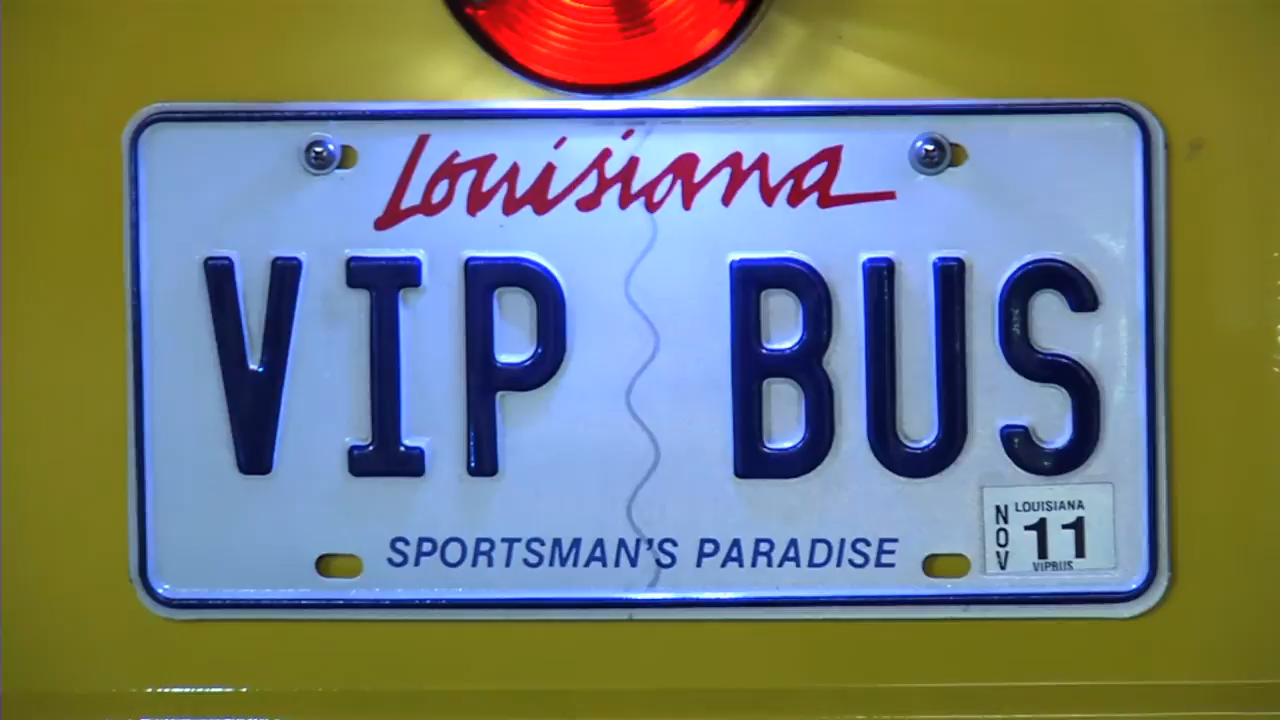 Louisiana
VIP BUS
SPORTSMAN'S PARADISE
NOV
LOUISIANA
11
VIPBUS